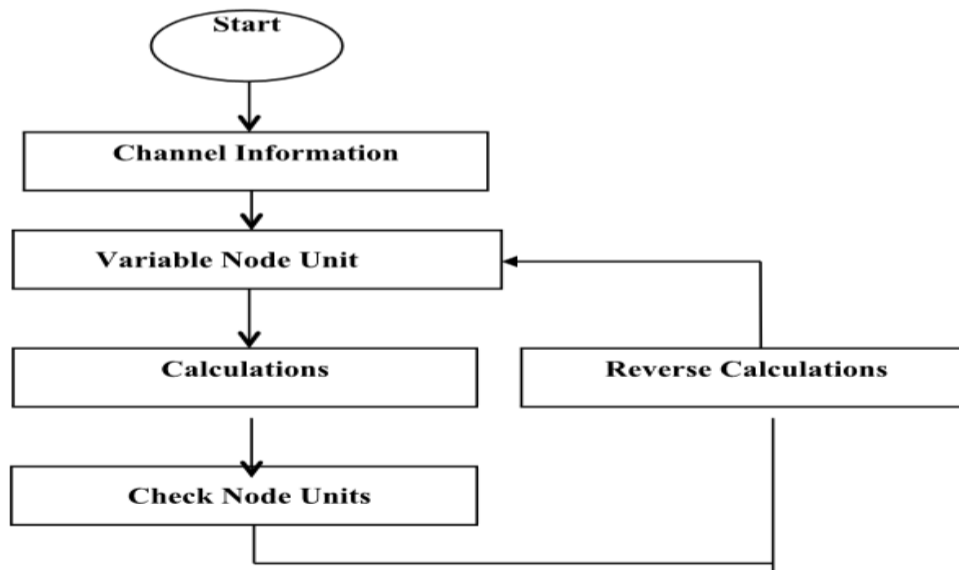 Start
Channel Information
Variable Node Unit
Calculations
Reverse Calculations
Check Node Units